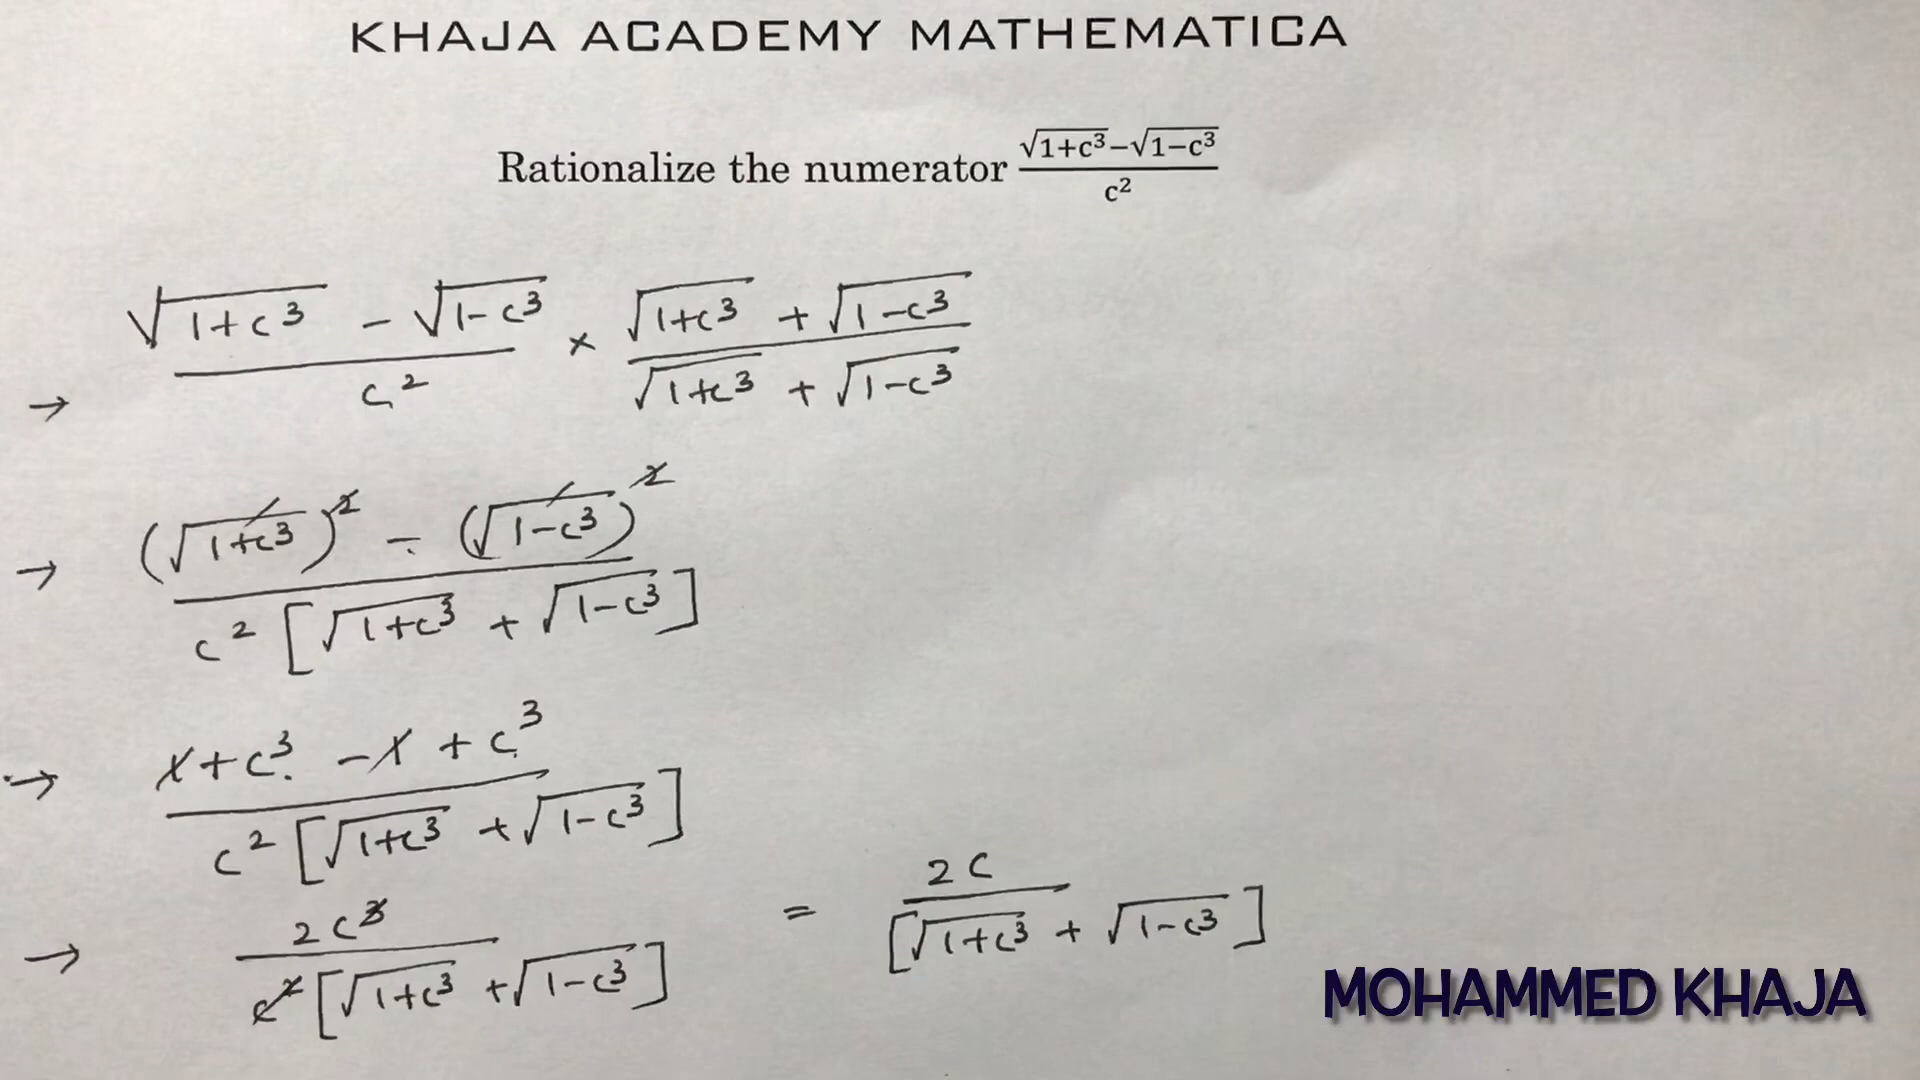 KHAJA ACADEMY MATHEMATICA
Rationalize the numerator (√(1+c³)−√(1−c³))/c²
→ (√(1+c³) − √(1−c³))/c² × (√(1+c³) + √(1−c³))/(√(1+c³) + √(1−c³))
→ ((√(1+c³))² − (√(1−c³))²)/(c² [√(1+c³) + √(1−c³)])
→ (1+c³ −1 + c³)/(c² [√(1+c³) + √(1−c³)])
→ 2c³/(c² [√(1+c³) + √(1−c³)]) = 2c/[√(1+c³) + √(1−c³)]
MOHAMMED KHAJA